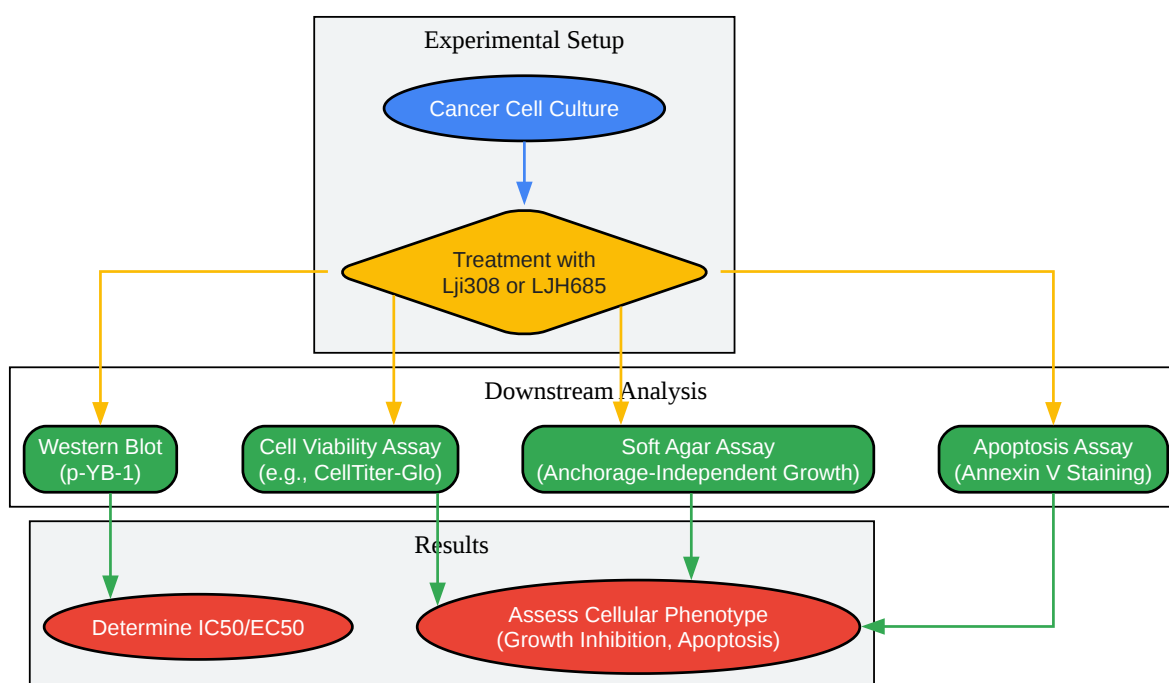 Experimental Setup
Cancer Cell Culture
Treatment with
Lji308 or LJH685
Downstream Analysis
Western Blot
(p-YB-1)
Cell Viability Assay
(e.g., CellTiter-Glo)
Soft Agar Assay
(Anchorage-Independent Growth)
Apoptosis Assay
(Annexin V Staining)
Results
Determine IC50/EC50
Assess Cellular Phenotype
(Growth Inhibition, Apoptosis)